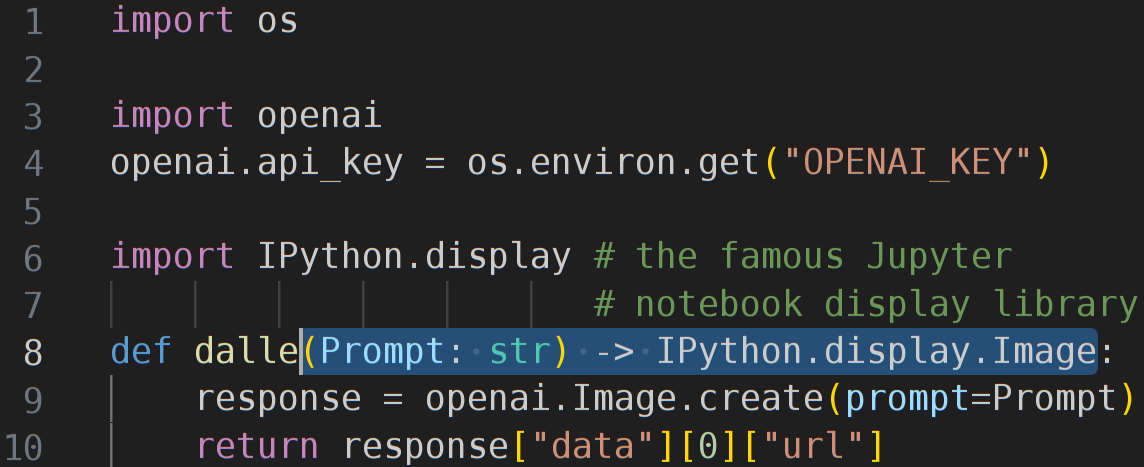 1 import os
2
3 import openai
4 openai.api_key = os.environ.get("OPENAI_KEY")
5
6 import IPython.display # the famous Jupyter
7 # notebook display library
8 def dalle(Prompt: str) -> IPython.display.Image:
9 response = openai.Image.create(prompt=Prompt)
10 return response["data"][0]["url"]